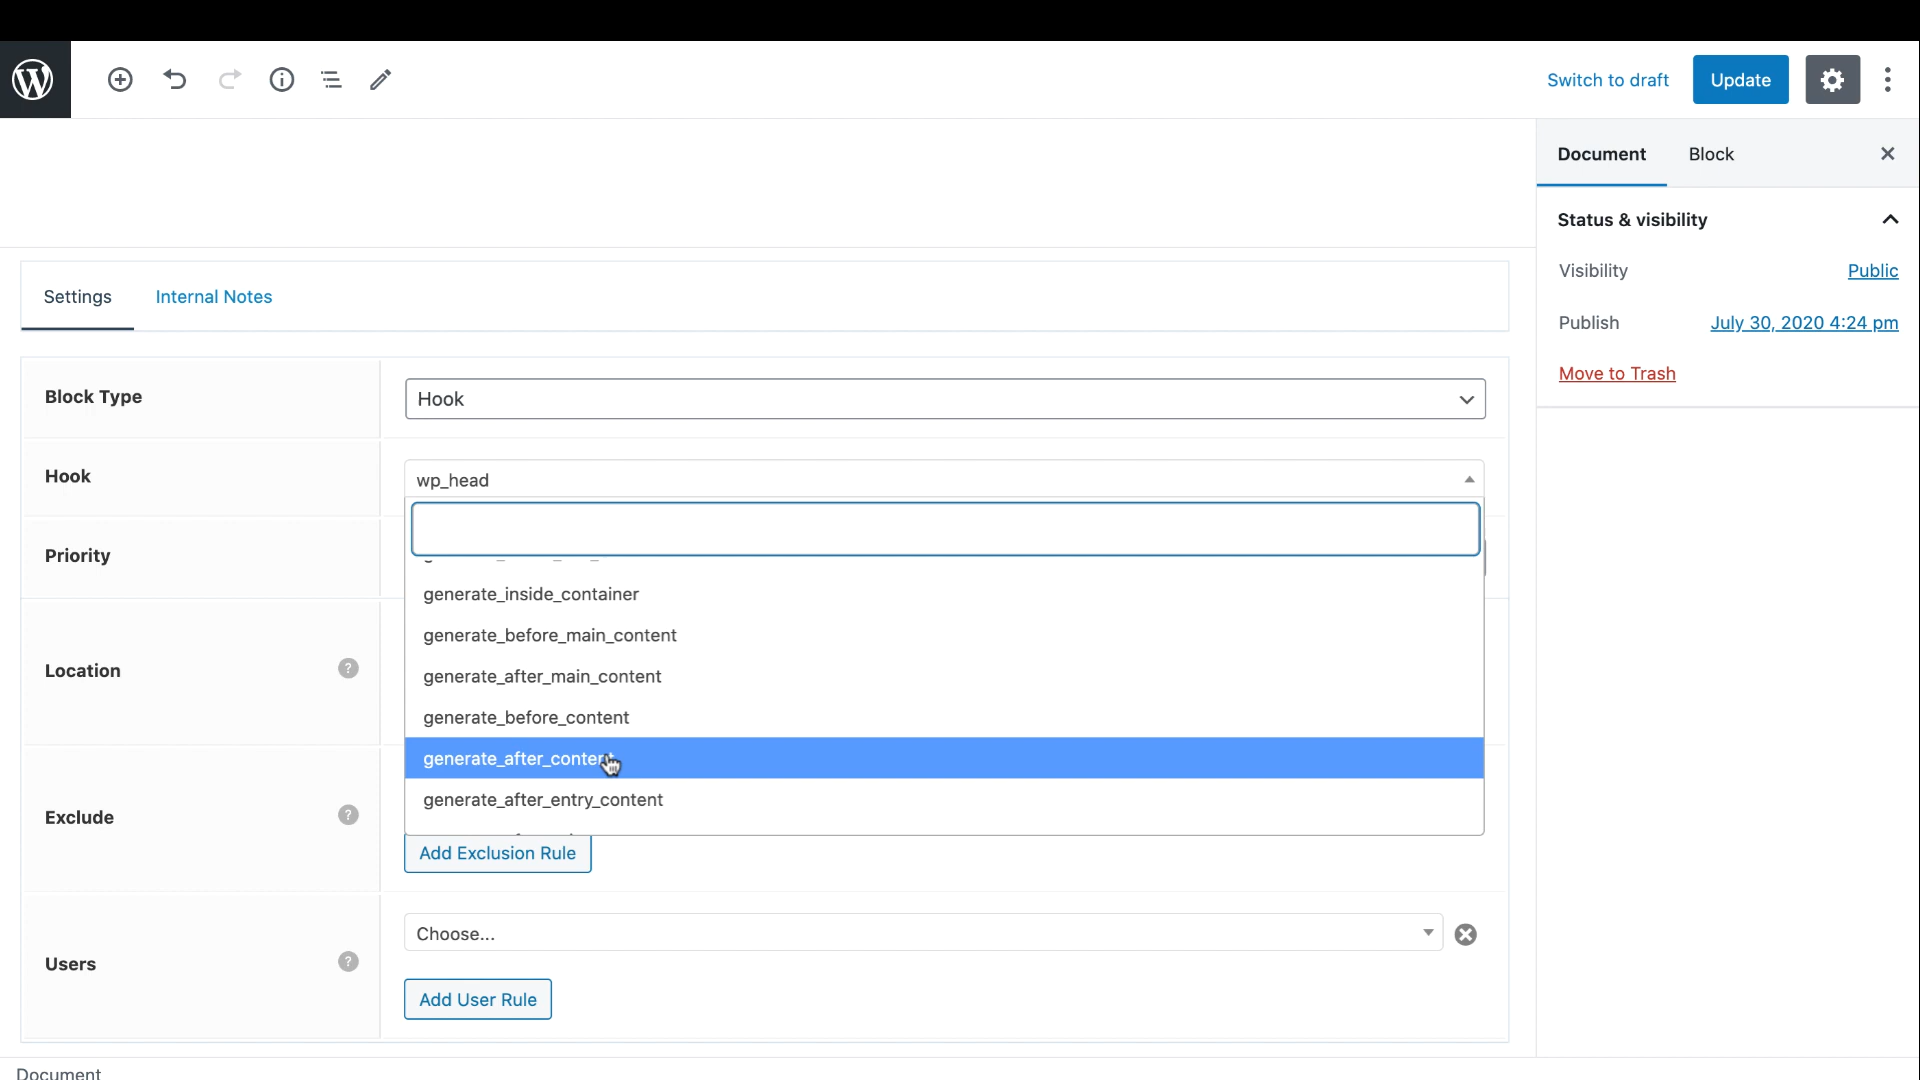 Switch to draft
Update
Document
Block
Status & visibility
Visibility
Public
Publish
July 30, 2020 4:24 pm
Move to Trash
Settings
Internal Notes
Block Type
Hook
Hook
wp_head
Priority
generate_inside_container
generate_before_main_content
generate_after_main_content
Location
?
generate_before_content
generate_after_content
generate_after_entry_content
Exclude
?
Add Exclusion Rule
Users
?
Choose...
Add User Rule
Document